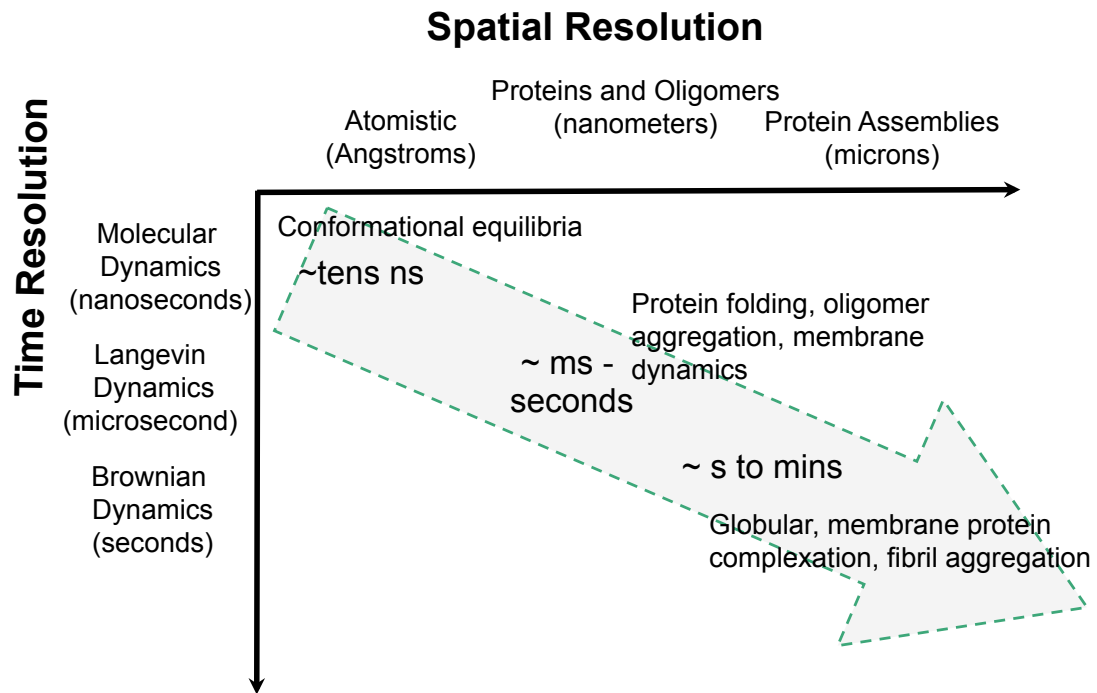 Spatial Resolution
Proteins and Oligomers
(nanometers)
Atomistic
(Angstroms)
Protein Assemblies
(microns)
Time Resolution
Molecular
Dynamics
(nanoseconds)
Langevin
Dynamics
(microsecond)
Brownian
Dynamics
(seconds)
Conformational equilibria
~tens ns
Protein folding, oligomer
aggregation, membrane
dynamics
~ ms -
seconds
~ s to mins
Globular, membrane protein
complexation, fibril aggregation